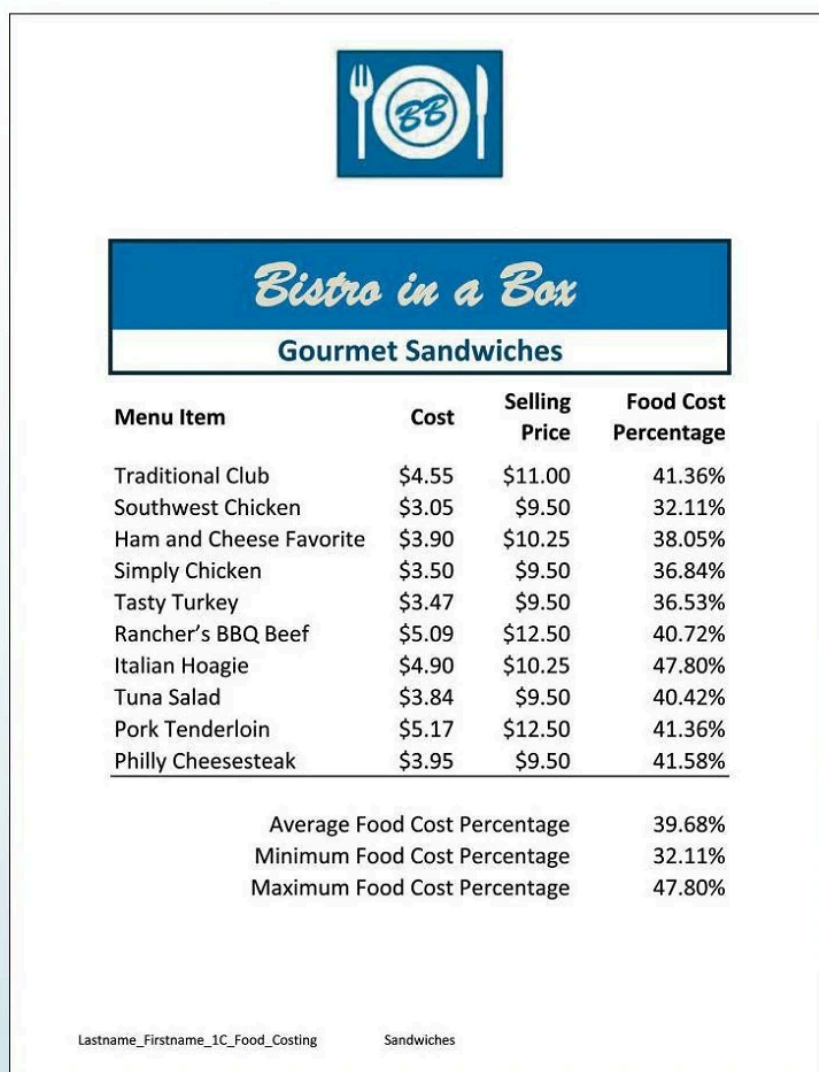 BB
Bistro in a Box
Gourmet Sandwiches
Menu Item Cost Selling Price Food Cost Percentage
Traditional Club $4.55 $11.00 41.36%
Southwest Chicken $3.05 $9.50 32.11%
Ham and Cheese Favorite $3.90 $10.25 38.05%
Simply Chicken $3.50 $9.50 36.84%
Tasty Turkey $3.47 $9.50 36.53%
Rancher’s BBQ Beef $5.09 $12.50 40.72%
Italian Hoagie $4.90 $10.25 47.80%
Tuna Salad $3.84 $9.50 40.42%
Pork Tenderloin $5.17 $12.50 41.36%
Philly Cheesesteak $3.95 $9.50 41.58%
Average Food Cost Percentage 39.68%
Minimum Food Cost Percentage 32.11%
Maximum Food Cost Percentage 47.80%
Lastname_Firstname_1C_Food_Costing Sandwiches